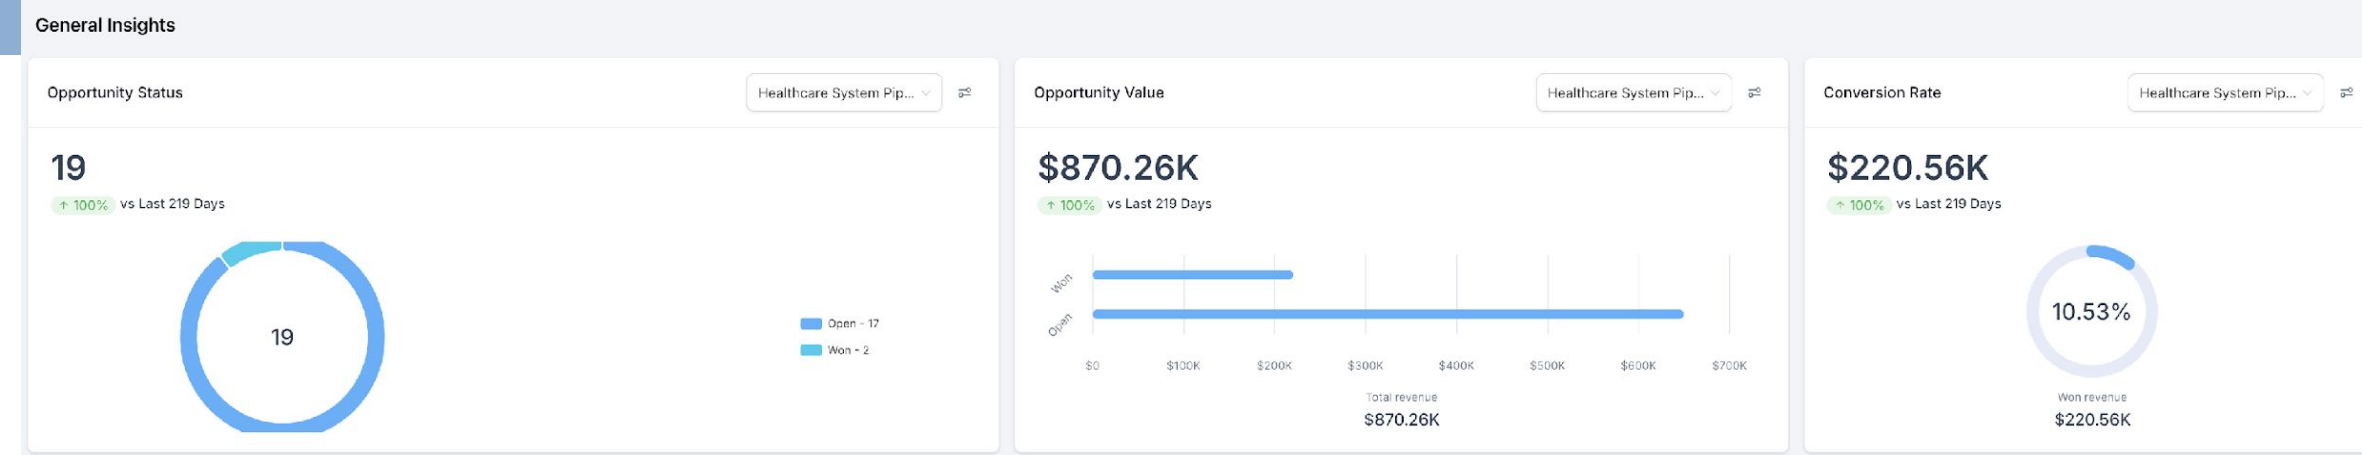 General Insights
Opportunity Status
Healthcare System Pip...
19
↑ 100% vs Last 219 Days
19
Open - 17
Won - 2
Opportunity Value
Healthcare System Pip...
$870.26K
↑ 100% vs Last 219 Days
Won
Open
$0 $100K $200K $300K $400K $500K $600K $700K
Total revenue
$870.26K
Conversion Rate
Healthcare System Pip...
$220.56K
↑ 100% vs Last 219 Days
10.53%
Won revenue
$220.56K